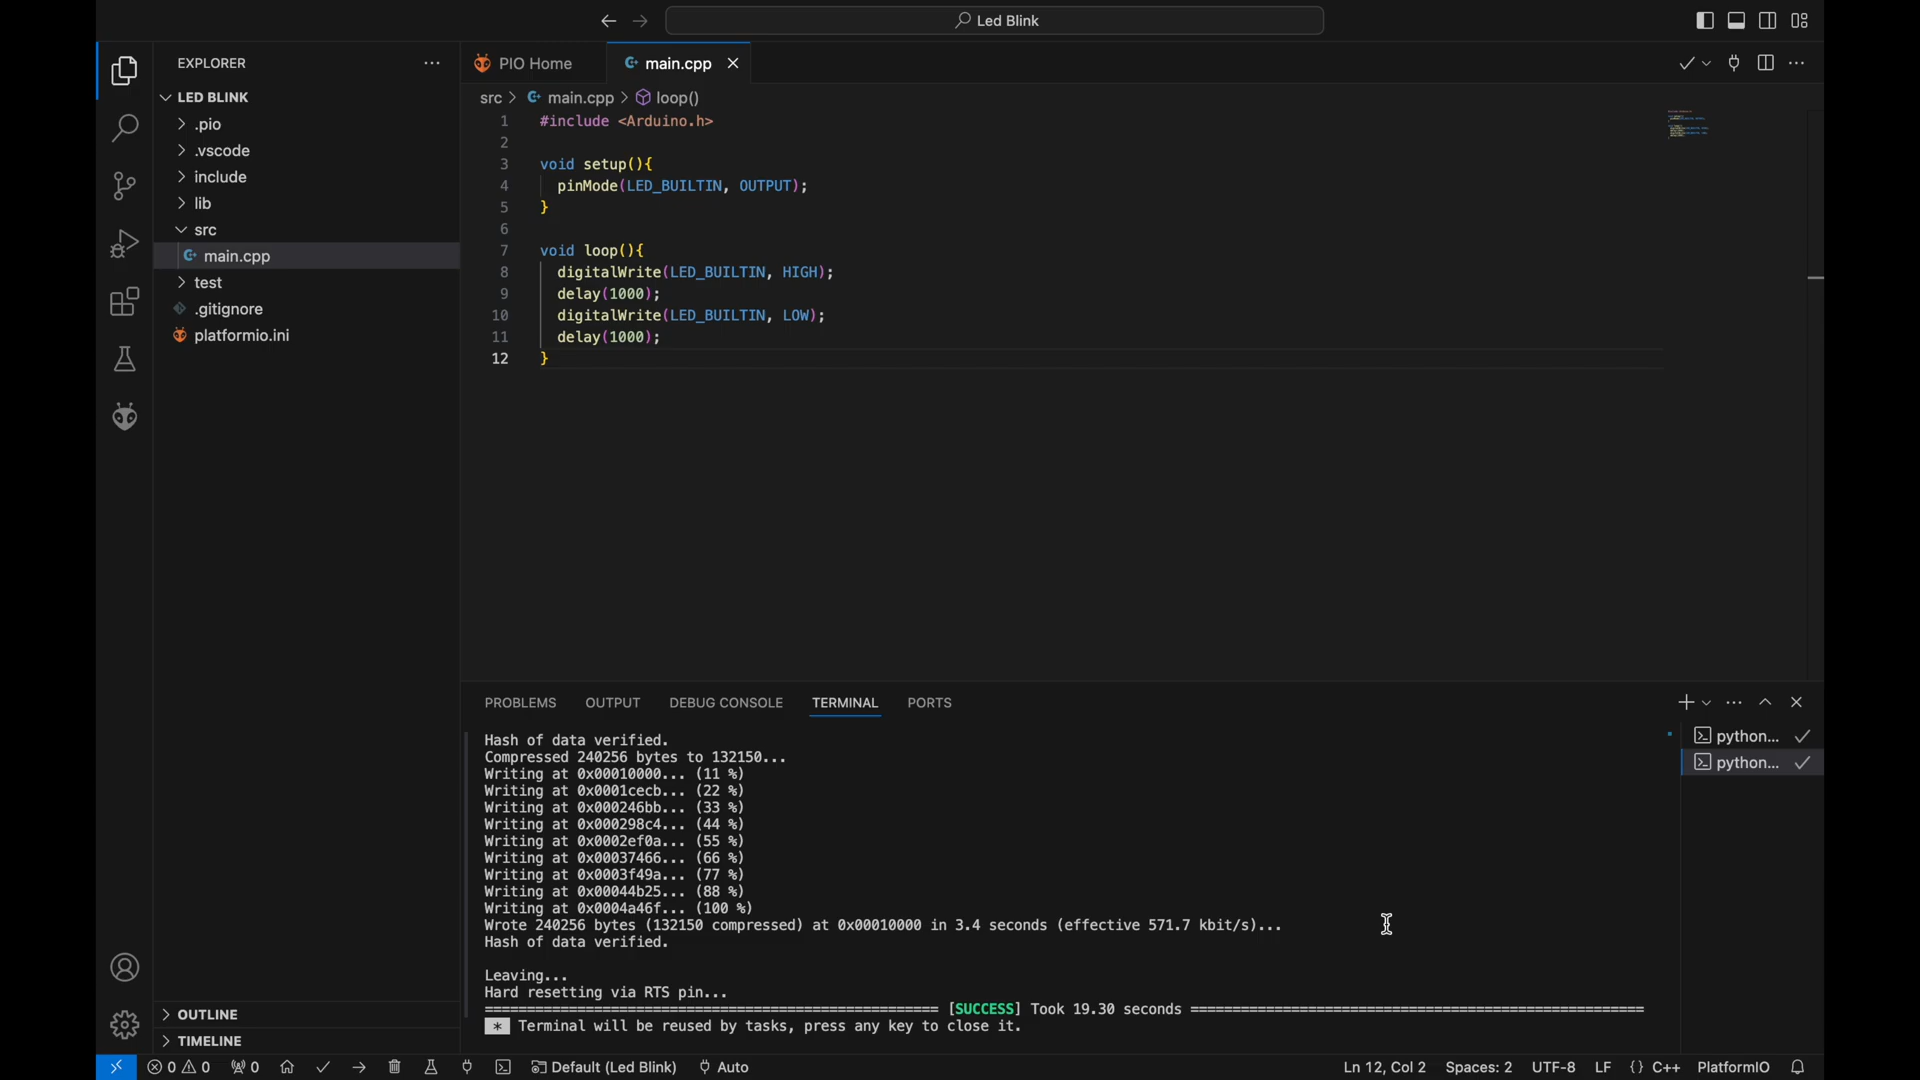 Led Blink
EXPLORER
LED BLINK
.pio
.vscode
include
lib
src
main.cpp
test
.gitignore
platformio.ini
OUTLINE
TIMELINE
PIO Home
main.cpp
src > main.cpp > loop()
1 #include <Arduino.h>
2
3 void setup(){
4 pinMode(LED_BUILTIN, OUTPUT);
5 }
6
7 void loop(){
8 digitalWrite(LED_BUILTIN, HIGH);
9 delay(1000);
10 digitalWrite(LED_BUILTIN, LOW);
11 delay(1000);
12 }
PROBLEMS OUTPUT DEBUG CONSOLE TERMINAL PORTS
Hash of data verified.
Compressed 240256 bytes to 132150...
Writing at 0x00010000... (11 %)
Writing at 0x0001cecb... (22 %)
Writing at 0x000246bb... (33 %)
Writing at 0x000298c4... (44 %)
Writing at 0x0002ef0a... (55 %)
Writing at 0x00037466... (66 %)
Writing at 0x0003f49a... (77 %)
Writing at 0x00044b25... (88 %)
Writing at 0x0004a46f... (100 %)
Wrote 240256 bytes (132150 compressed) at 0x00010000 in 3.4 seconds (effective 571.7 kbit/s)...
Hash of data verified.
Leaving...
Hard resetting via RTS pin...
====================================================== [SUCCESS] Took 19.30 seconds ======================================================
* Terminal will be reused by tasks, press any key to close it.
python...
python...
0 0 0 Default (Led Blink) Auto Ln 12, Col 2 Spaces: 2 UTF-8 LF {} C++ PlatformIO